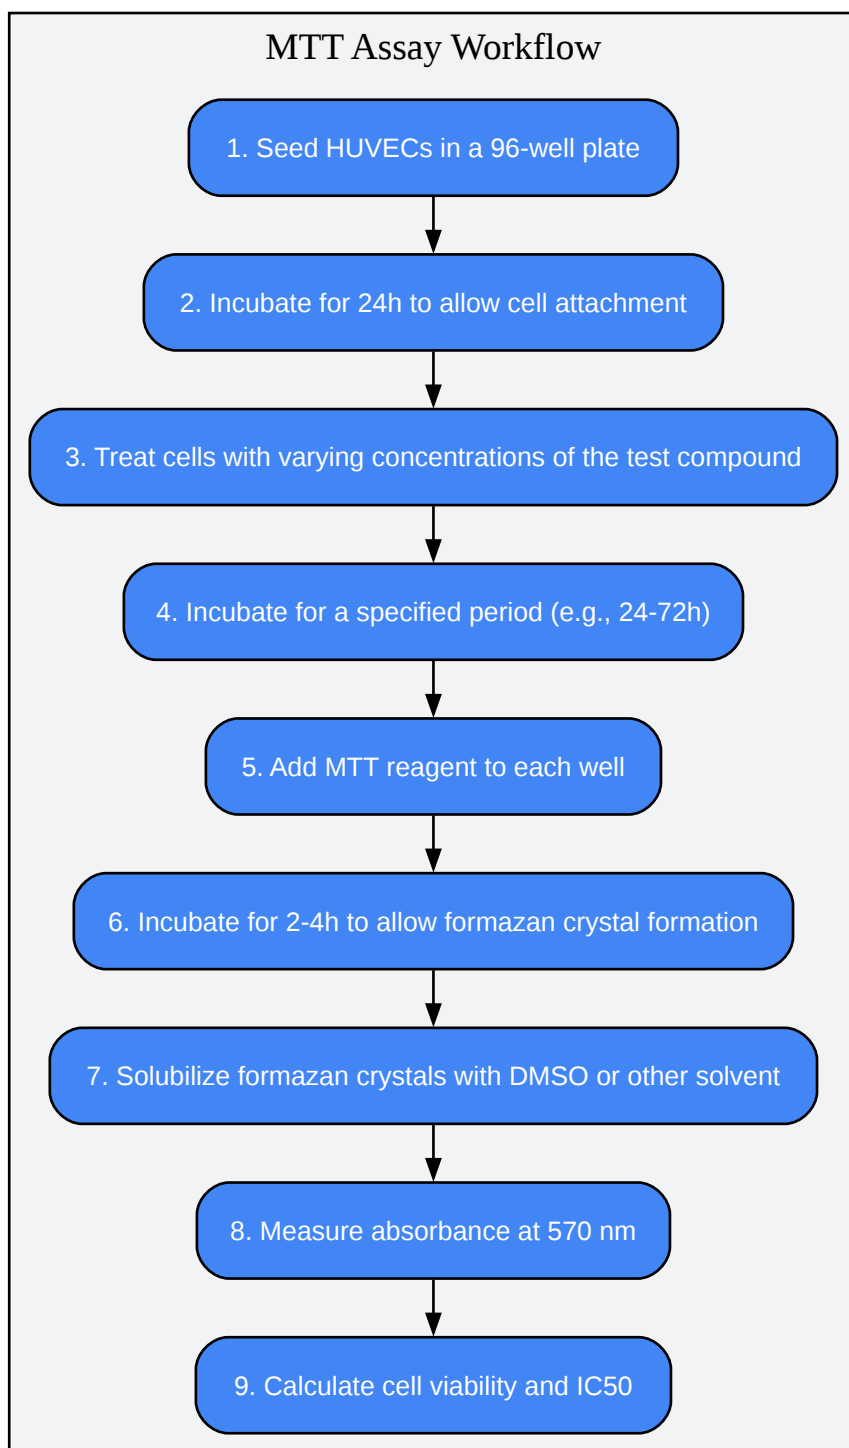 MTT Assay Workflow
1. Seed HUVECs in a 96-well plate
2. Incubate for 24h to allow cell attachment
3. Treat cells with varying concentrations of the test compound
4. Incubate for a specified period (e.g., 24-72h)
5. Add MTT reagent to each well
6. Incubate for 2-4h to allow formazan crystal formation
7. Solubilize formazan crystals with DMSO or other solvent
8. Measure absorbance at 570 nm
9. Calculate cell viability and IC50